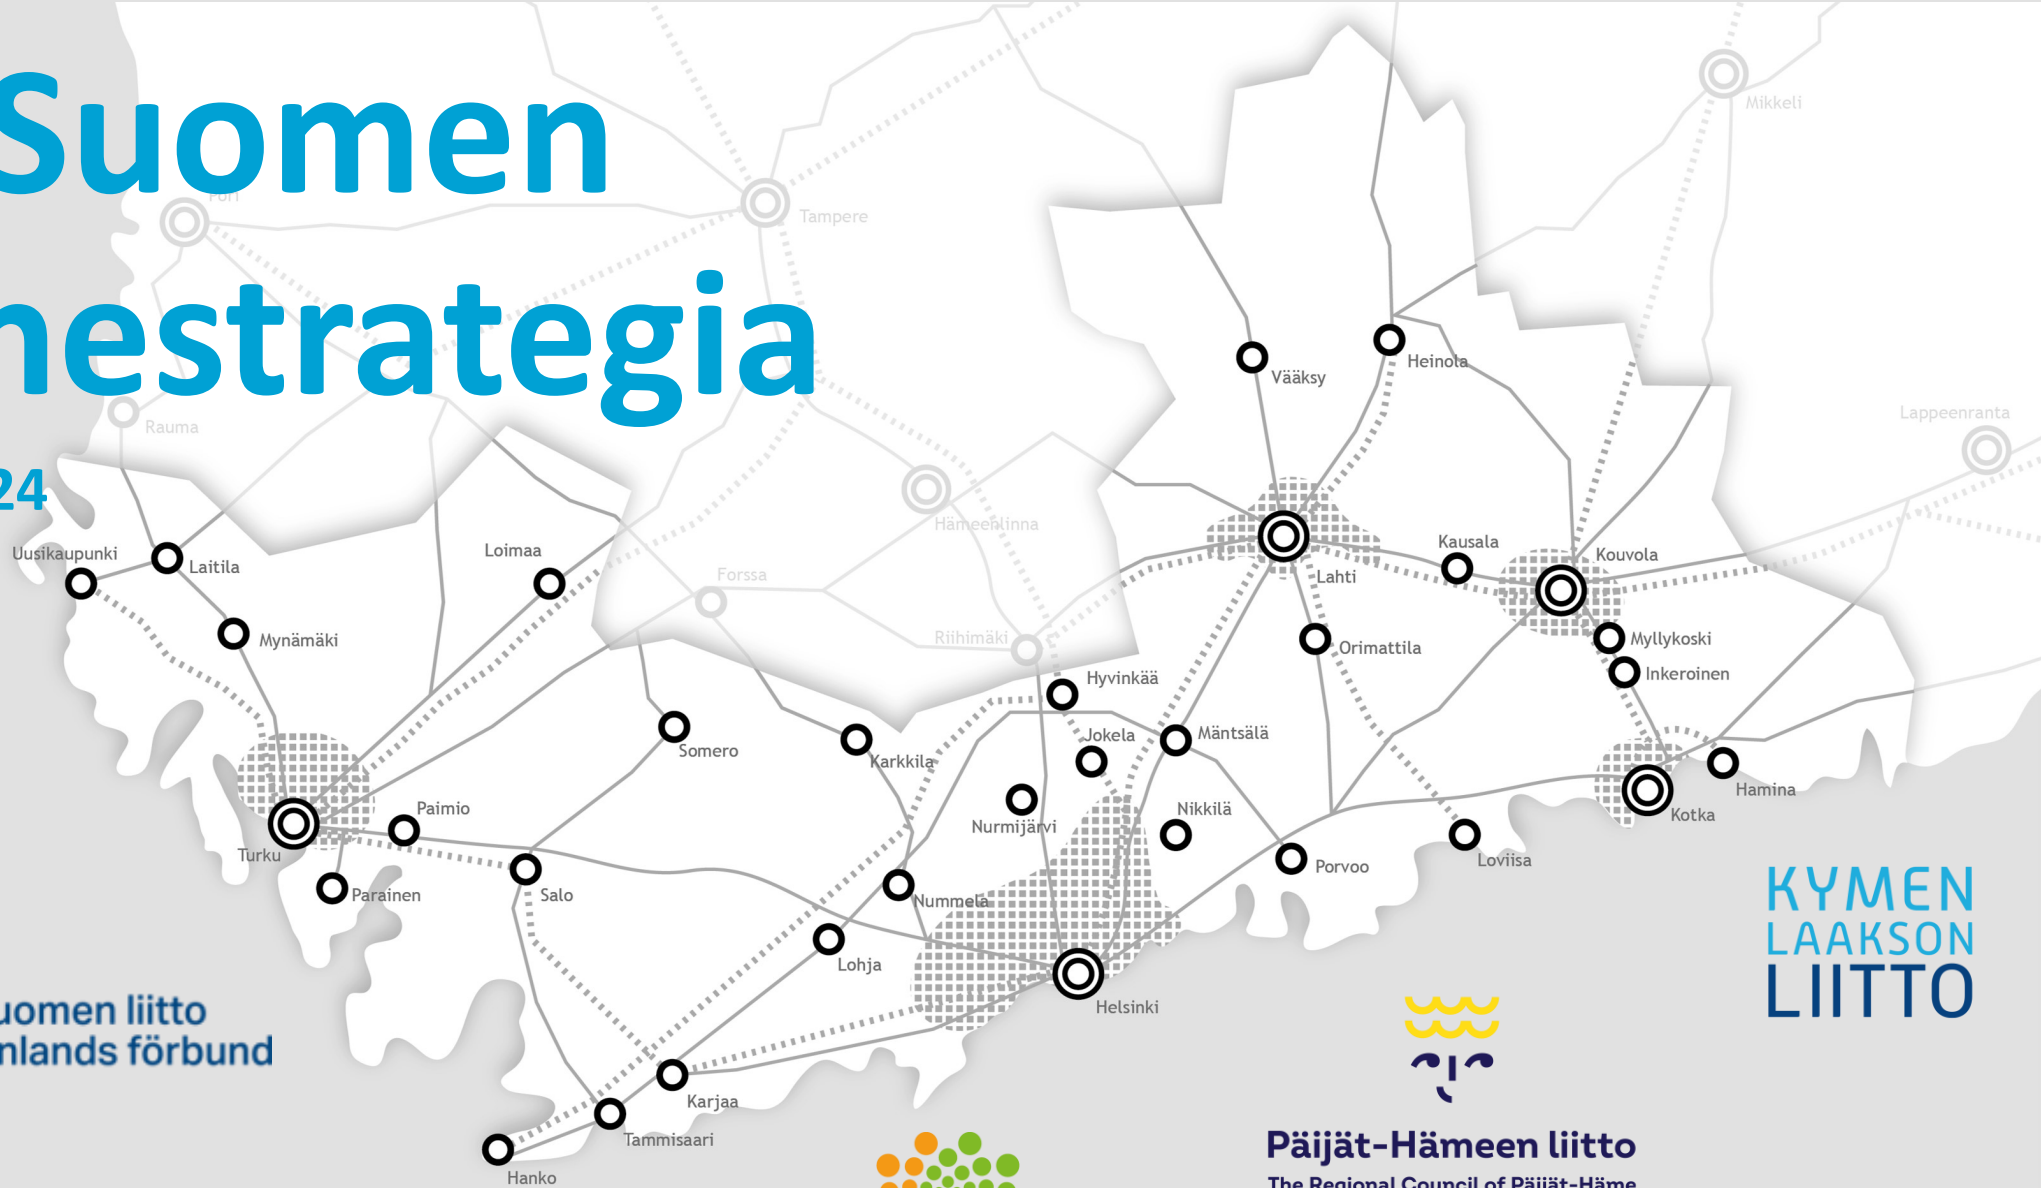 Suomen
Mikkeli
Pori
Tampere
nestrategia
Vääksy
Heinola
Rauma
Lappeenranta
24
Hämeenlinna
Uusikaupunki
Laitila
Loimaa
Kausala
Kouvola
Forssa
Lahti
Mynämäki
Riihimäki
Orimattila
Myllykoski
Inkeroinen
Hyvinkää
Somero
Karkkila
Jokela
Mäntsälä
Hamina
Paimio
Nurmijärvi
Nikkilä
Kotka
Turku
Parainen
Salo
Nummela
Porvoo
Loviisa
Lohja
Helsinki
KYMEN
LAAKSON
LIITTO
uomen liitto
nlands förbund
Karjaa
Tammisaari
Hanko
Päijät-Hämeen liitto
The Regional Council of Päijät-Häme